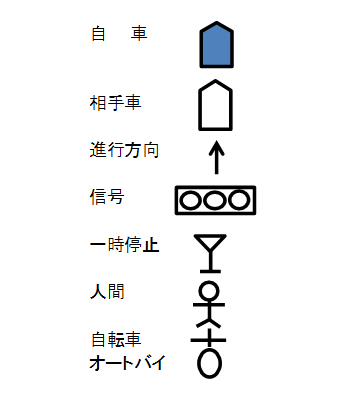 自　車
相手車
進行方向
信号
一時停止
人間
自転車
オートバイ